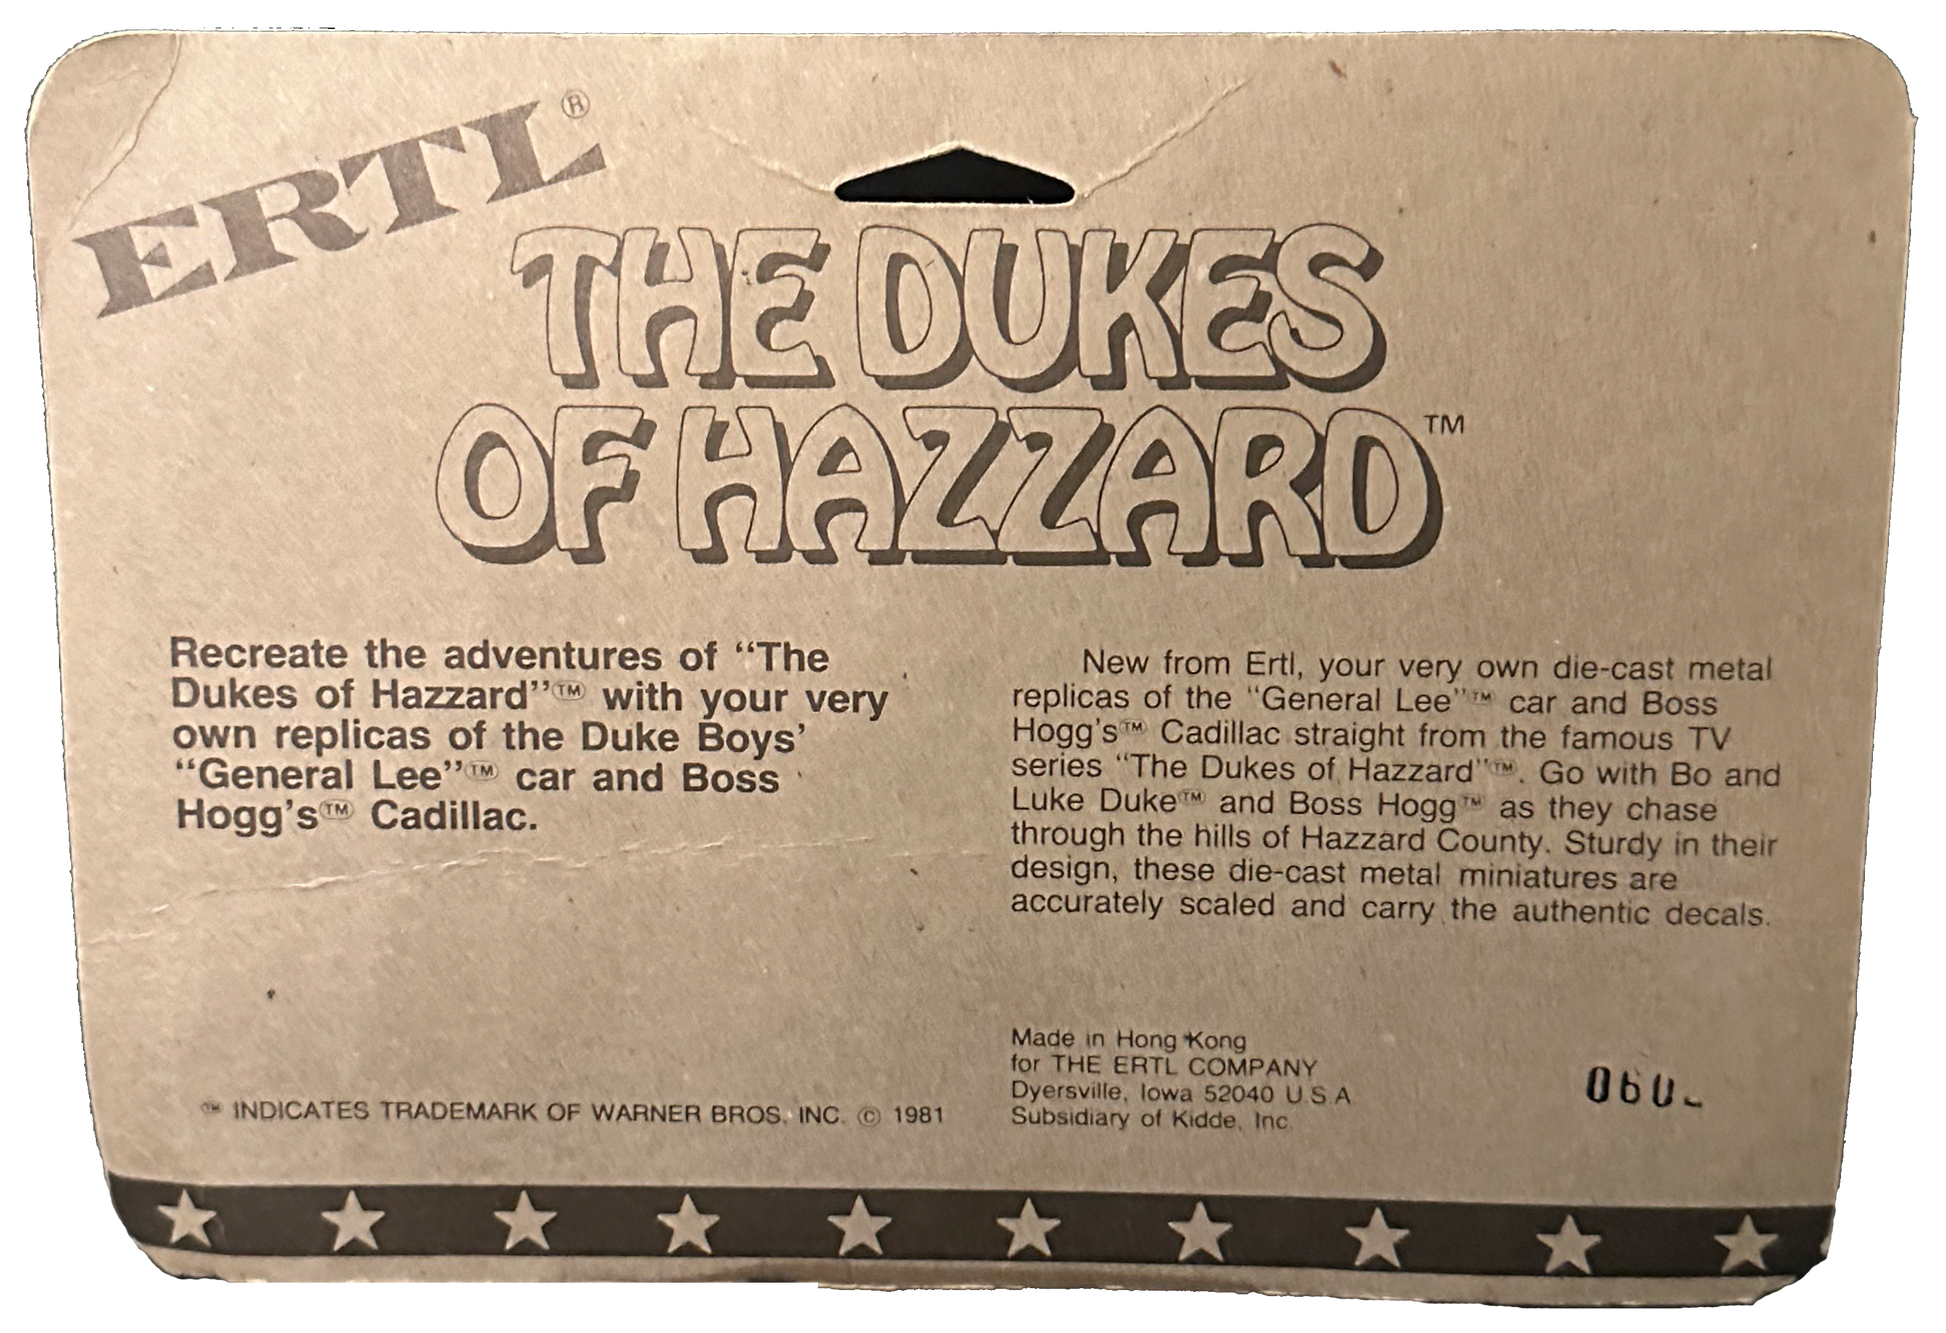 ERTL®
THE DUKES
OF HAZZARD™
Recreate the adventures of “The
Dukes of Hazzard”™ with your very
own replicas of the Duke Boys’
“General Lee”™ car and Boss
Hogg’s™ Cadillac.
New from Ertl, your very own die-cast metal
replicas of the “General Lee”™ car and Boss
Hogg’s™ Cadillac straight from the famous TV
series “The Dukes of Hazzard”™. Go with Bo and
Luke Duke™ and Boss Hogg™ as they chase
through the hills of Hazzard County. Sturdy in their
design, these die-cast metal miniatures are
accurately scaled and carry the authentic decals.
™ INDICATES TRADEMARK OF WARNER BROS. INC. © 1981
Made in Hong Kong
for THE ERTL COMPANY
Dyersville, Iowa 52040 U S A
Subsidiary of Kidde, Inc